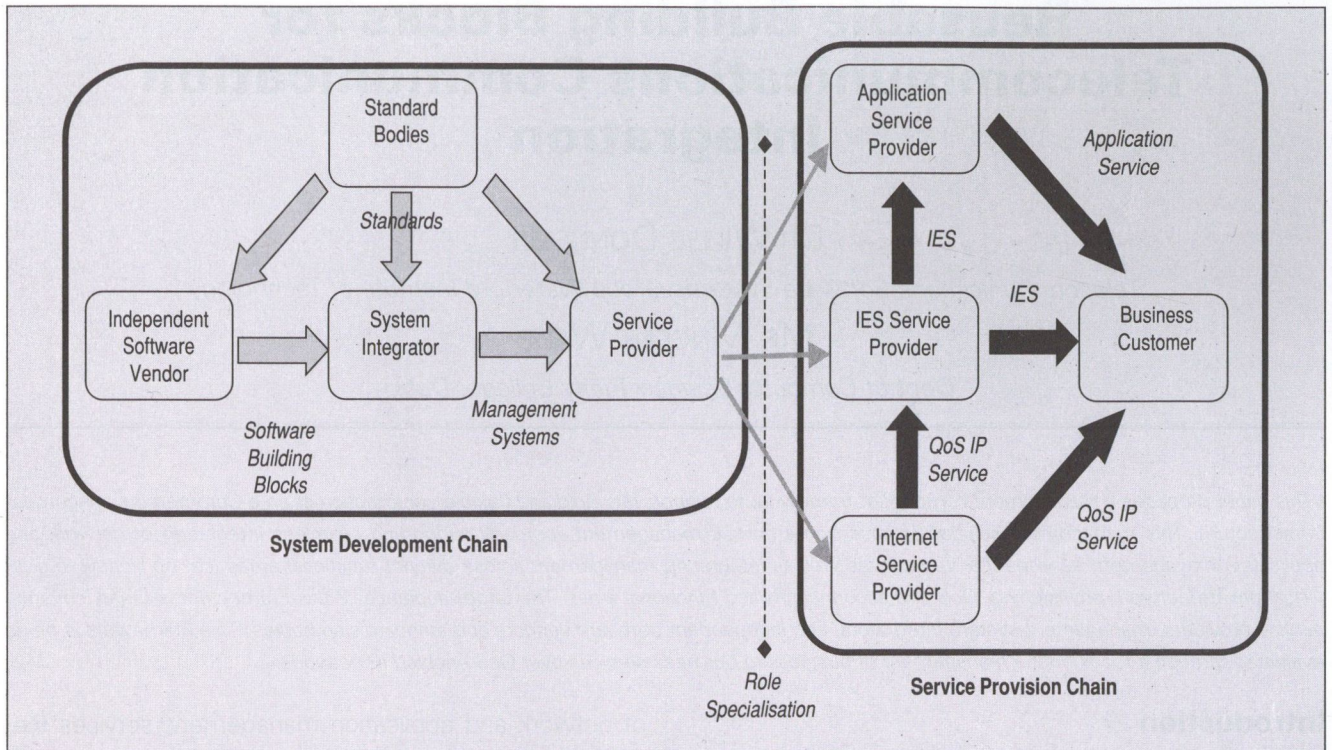 Standard
Bodies
Standards
Independent
Software
Vendor
System
Integrator
Service
Provider
Software
Building
Blocks
Management
Systems
System Development Chain
Role
Specialisation
Application
Service
Provider
Application
Service
IES
IES
IES Service
Provider
Business
Customer
QoS IP
Service
QoS IP
Service
Internet
Service
Provider
Service Provision Chain